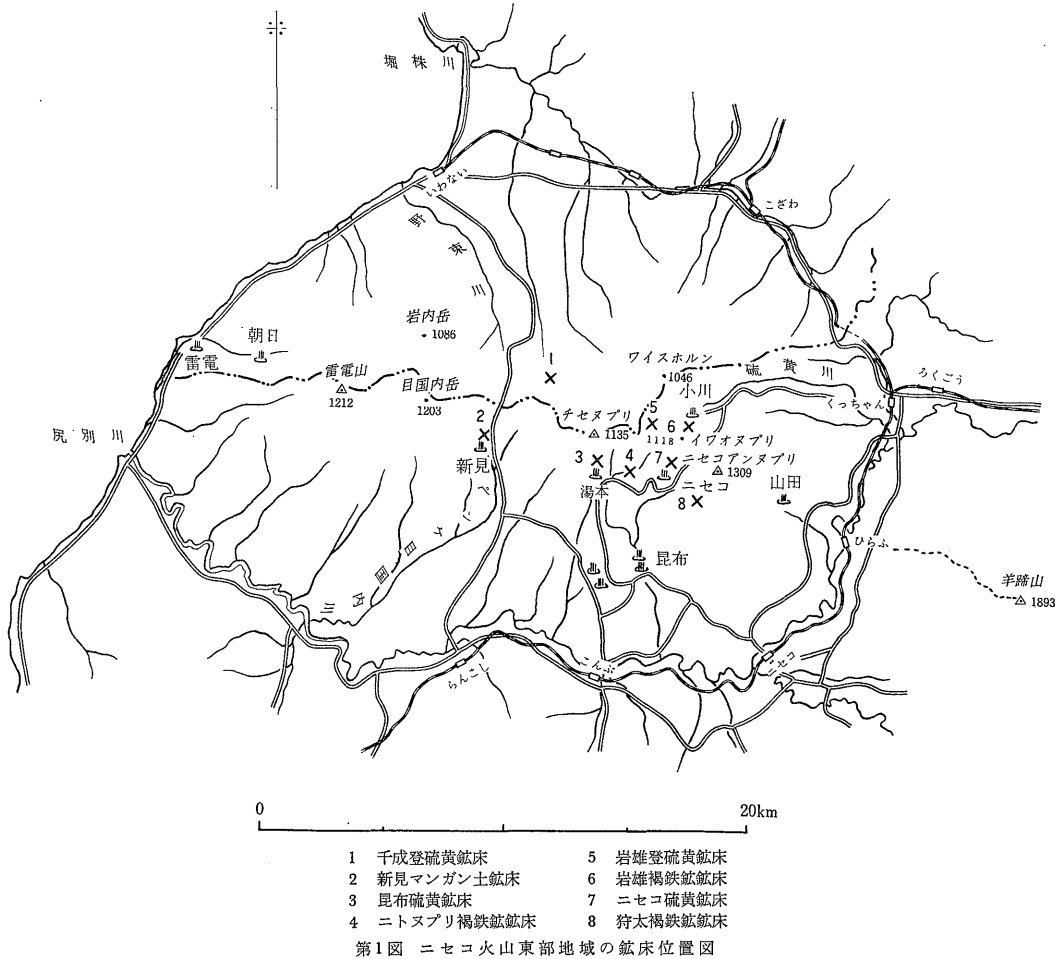 堀株川
いわない
こざわ
野束川
岩内岳
1086
朝日
雷電
雷電山
1212
目国内岳
1203
1
ワイスホルン
1046
硫黄川
小川
ろくごう
くっちゃん
チセヌプリ
1135
5
6
1118
イワオヌプリ
尻別川
2
新見
3
4
7
ニセコアンヌプリ
1309
湯本
ニセコ
8
山田
ペンケ目国内川
昆布
ひらふ
羊蹄山
1893
らんこし
こんぶ
ニセコ
0 20km
1 千成登硫黄鉱床
2 新見マンガン土鉱床
3 昆布硫黄鉱床
4 ニトヌプリ褐鉄鉱鉱床
5 岩雄登硫黄鉱床
6 岩雄褐鉄鉱鉱床
7 ニセコ硫黄鉱床
8 狩太褐鉄鉱鉱床
第1図 ニセコ火山東部地域の鉱床位置図